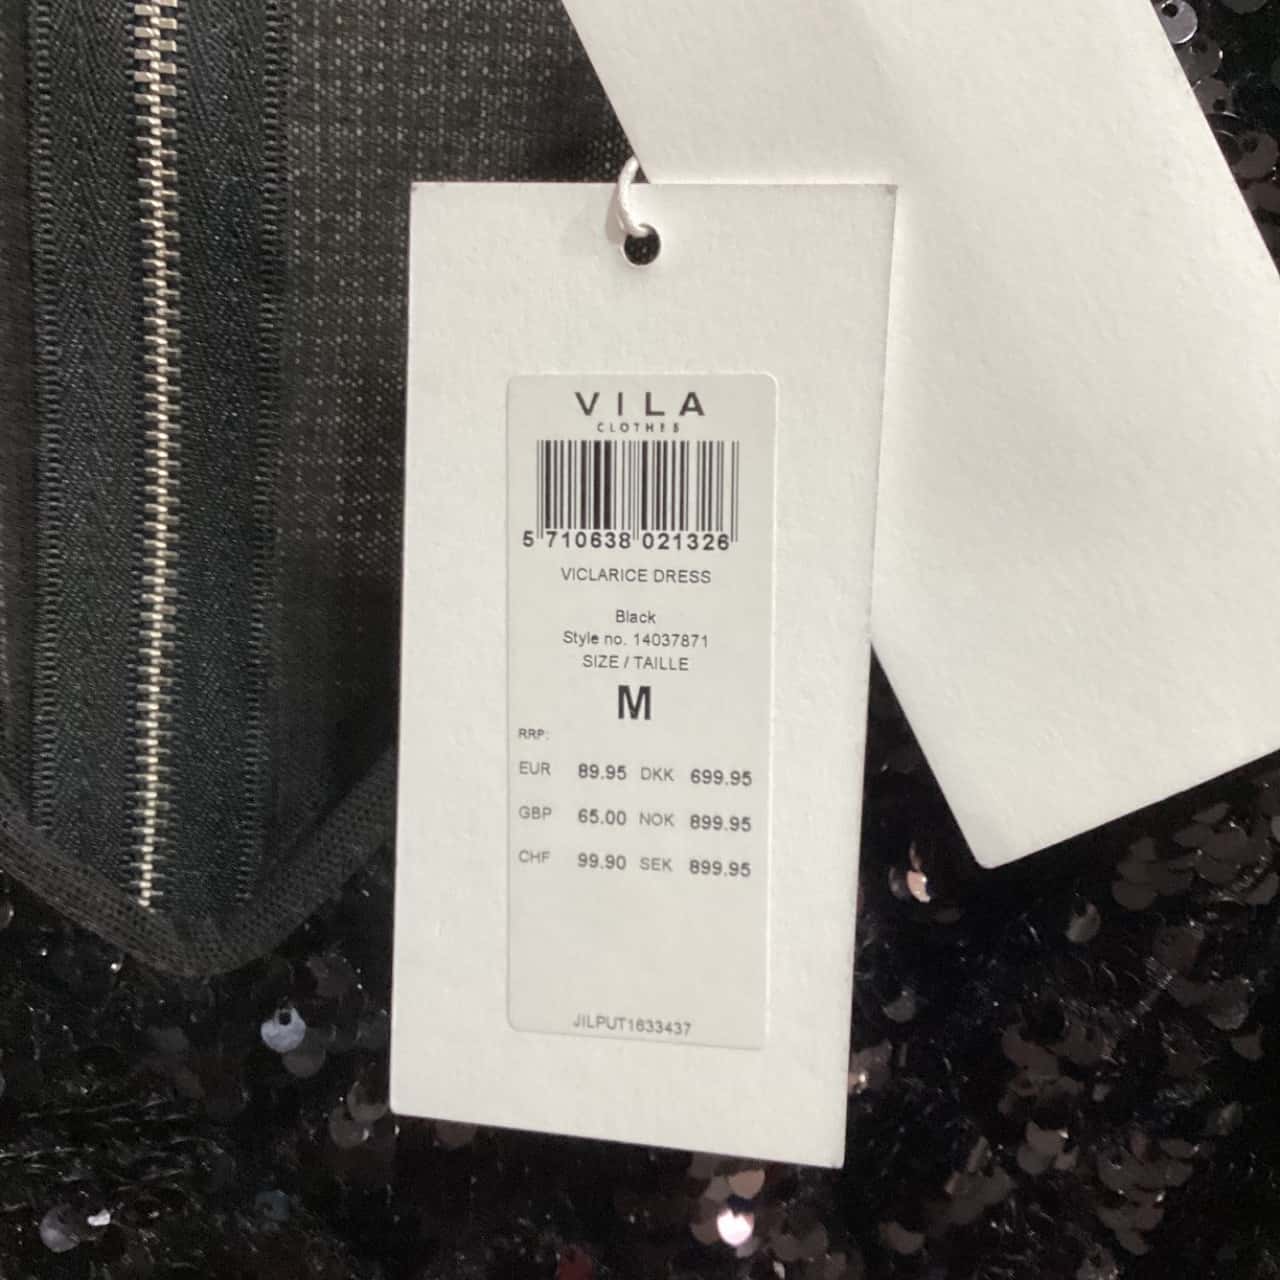 VILA
CLOTHES
5 710638 021326
VICLARICE DRESS
Black
Style no. 14037871
SIZE / TAILLE
M
RRP:
EUR 89.95 DKK 699.95
GBP 65.00 NOK 899.95
CHF 99.90 SEK 899.95
JILPUT1633437